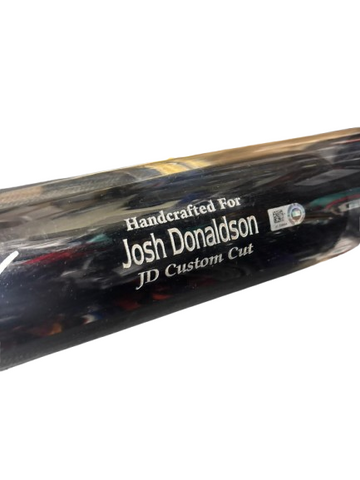 Handcrafted For
Josh Donaldson
JD Custom Cut